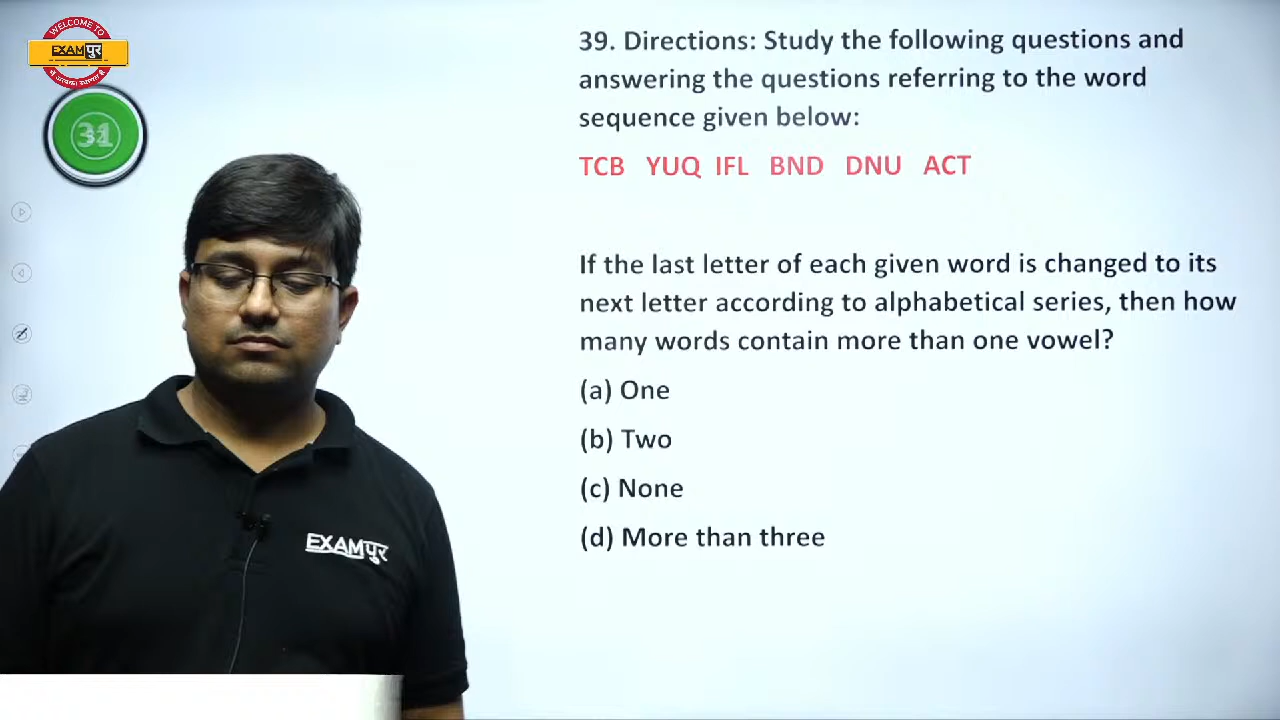 WELCOME TO
EXAMपुर
39. Directions: Study the following questions and
answering the questions referring to the word
sequence given below:
TCB YUQ IFL BND DNU ACT
If the last letter of each given word is changed to its
next letter according to alphabetical series, then how
many words contain more than one vowel?
(a) One
(b) Two
(c) None
(d) More than three
EXAMपुर